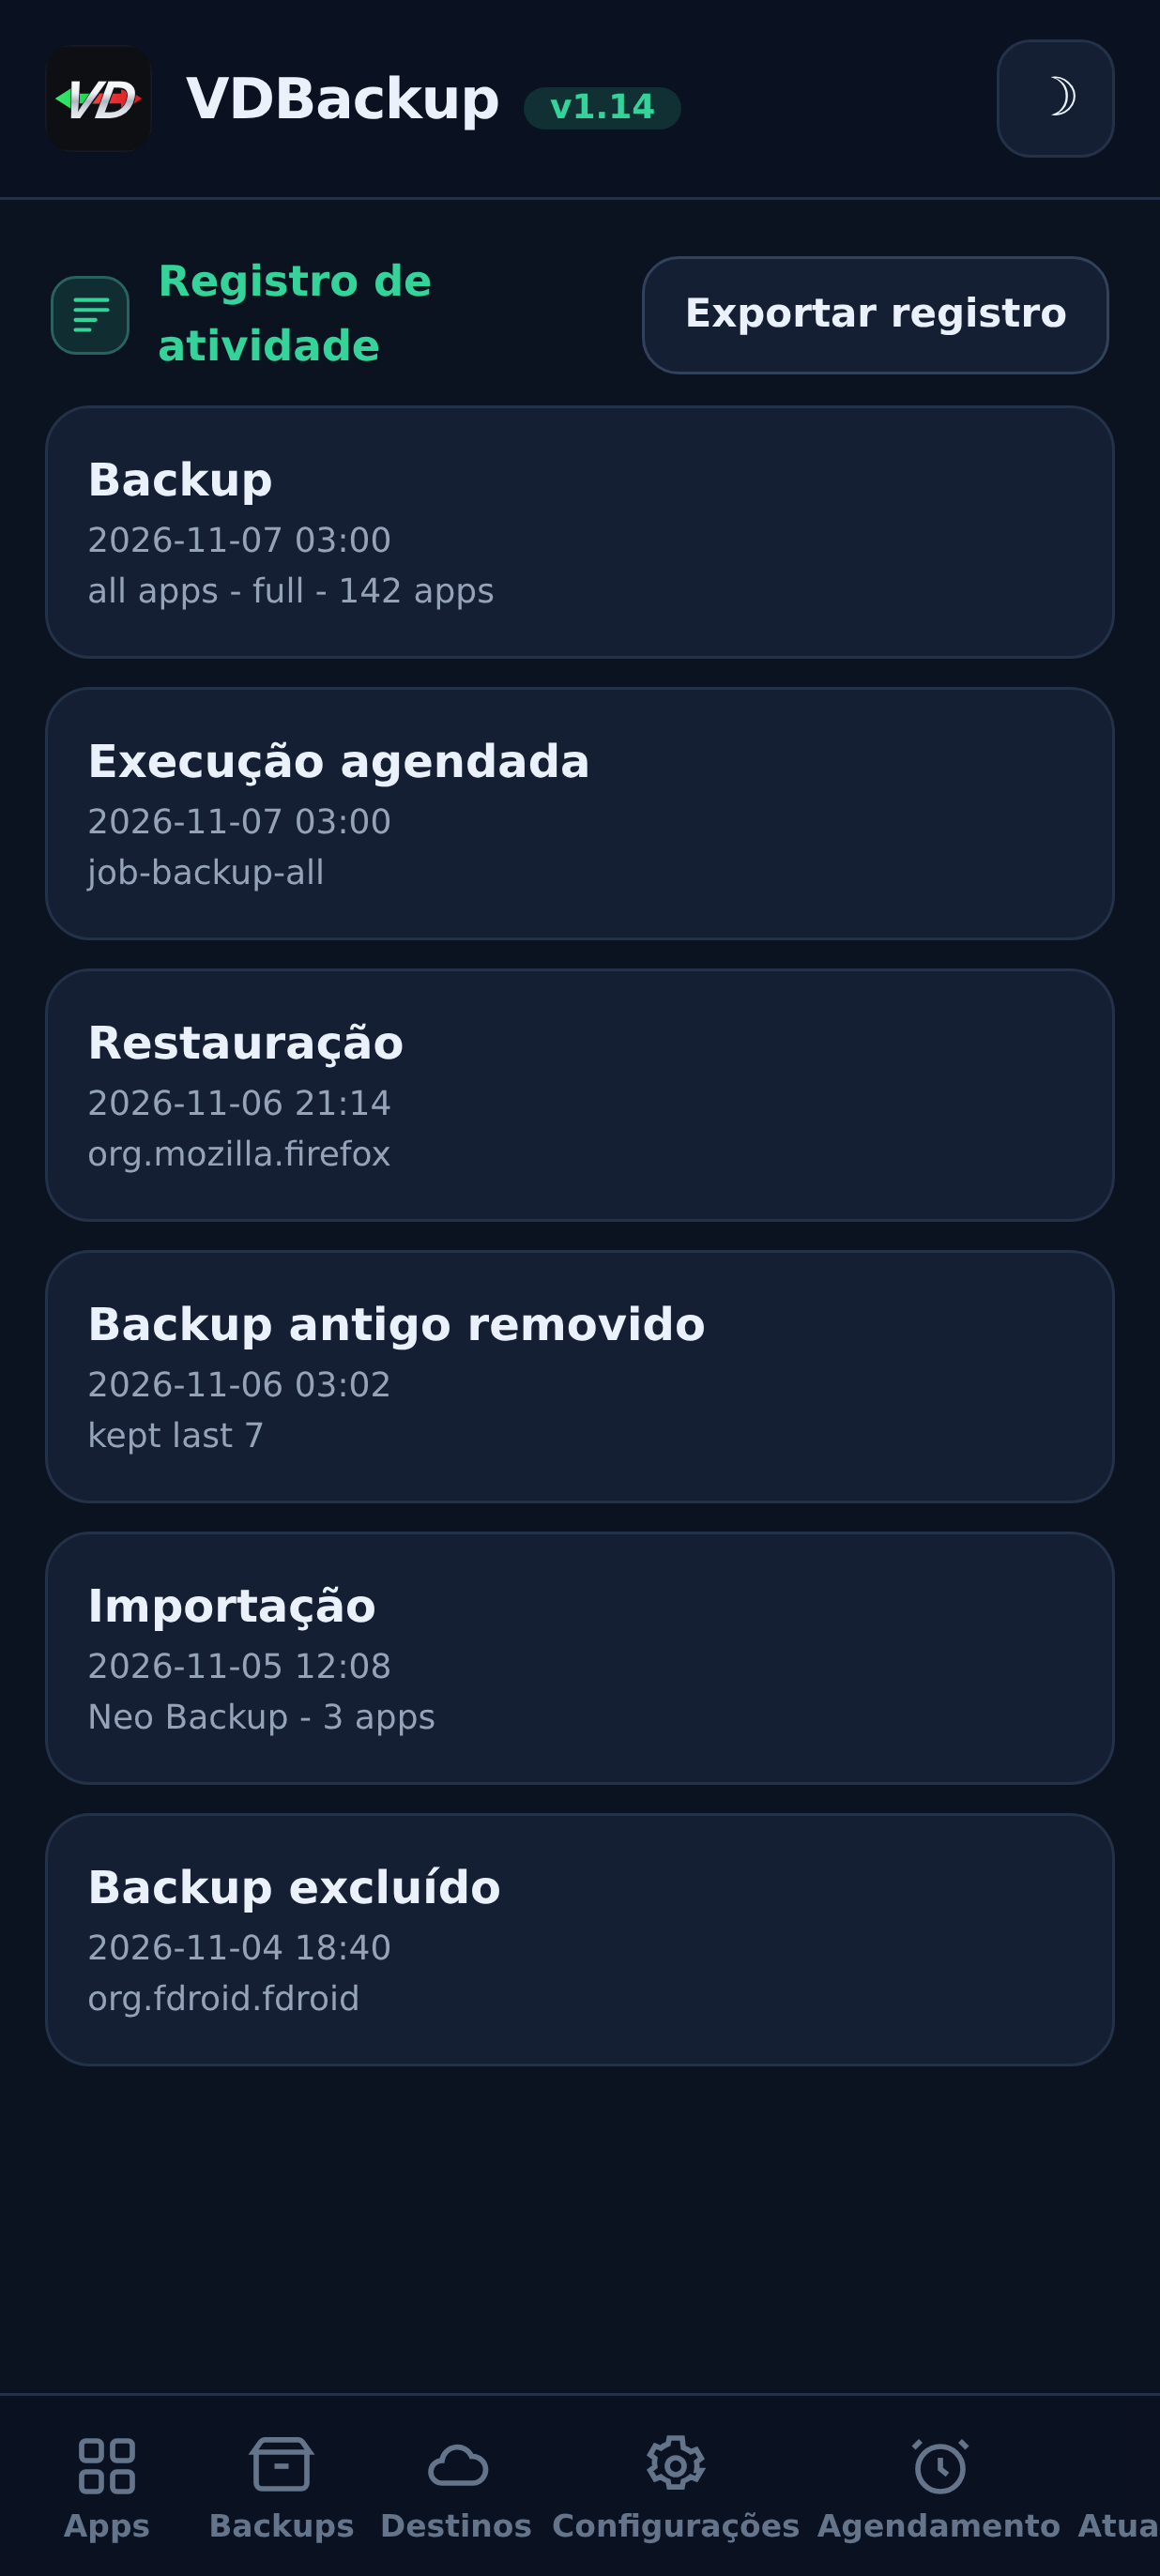 VD
VDBackup v1.14
Registro de
atividade
Exportar registro
Backup
2026-11-07 03:00
all apps - full - 142 apps
Execução agendada
2026-11-07 03:00
job-backup-all
Restauração
2026-11-06 21:14
org.mozilla.firefox
Backup antigo removido
2026-11-06 03:02
kept last 7
Importação
2026-11-05 12:08
Neo Backup - 3 apps
Backup excluído
2026-11-04 18:40
org.fdroid.fdroid
Apps Backups Destinos Configurações Agendamento Atua